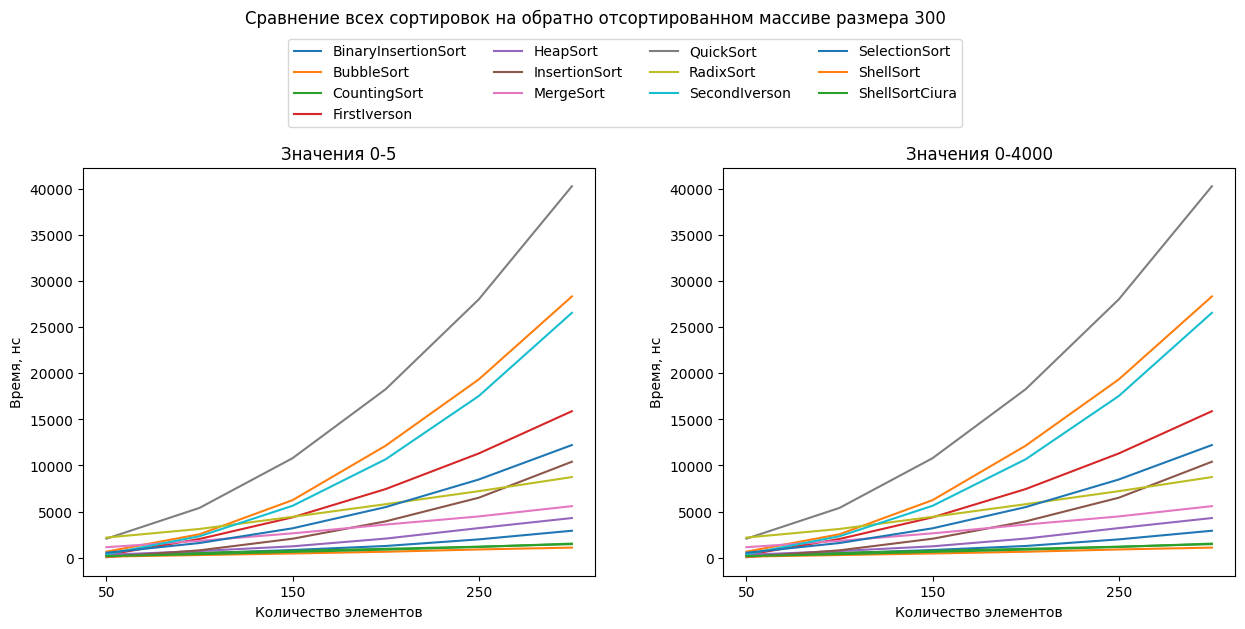 Сравнение всех сортировок на обратно отсортированном массиве размера 300
BinaryInsertionSort
BubbleSort
CountingSort
FirstIverson
HeapSort
InsertionSort
MergeSort
QuickSort
RadixSort
SecondIverson
SelectionSort
ShellSort
ShellSortCiura
Значения 0-5
Время, нс
40000
35000
30000
25000
20000
15000
10000
5000
0
50 150 250
Количество элементов
Значения 0-4000
Время, нс
40000
35000
30000
25000
20000
15000
10000
5000
0
50 150 250
Количество элементов